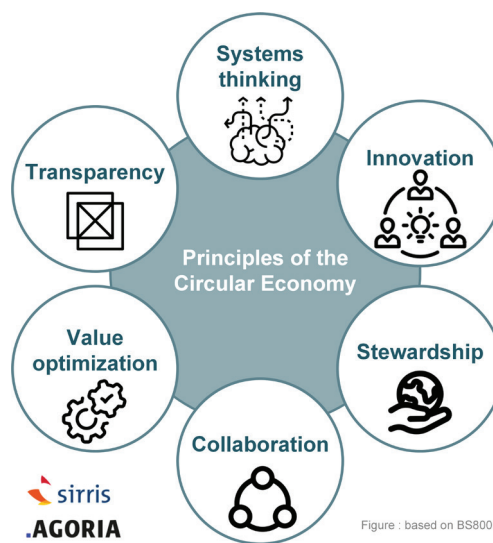 Systems
thinking
Innovation
Transparency
Principles of the
Circular Economy
Value
optimization
Stewardship
Collaboration
sirris
.AGORIA
Figure : based on BS800